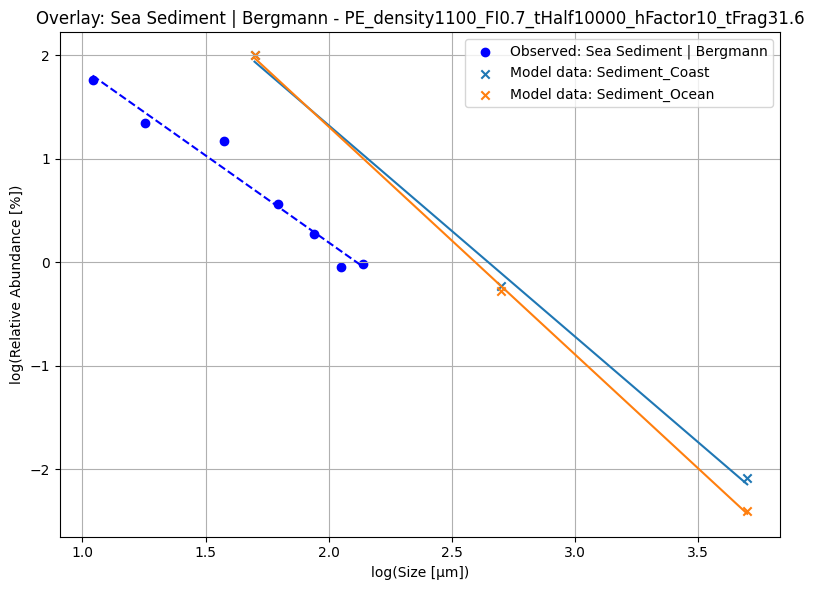 Overlay: Sea Sediment | Bergmann - PE_density1100_FI0.7_tHalf10000_hFactor10_tFrag31.6
Observed: Sea Sediment | Bergmann
Model data: Sediment_Coast
Model data: Sediment_Ocean
log(Relative Abundance [%])
2
1
0
−1
−2
1.0 1.5 2.0 2.5 3.0 3.5
log(Size [µm])